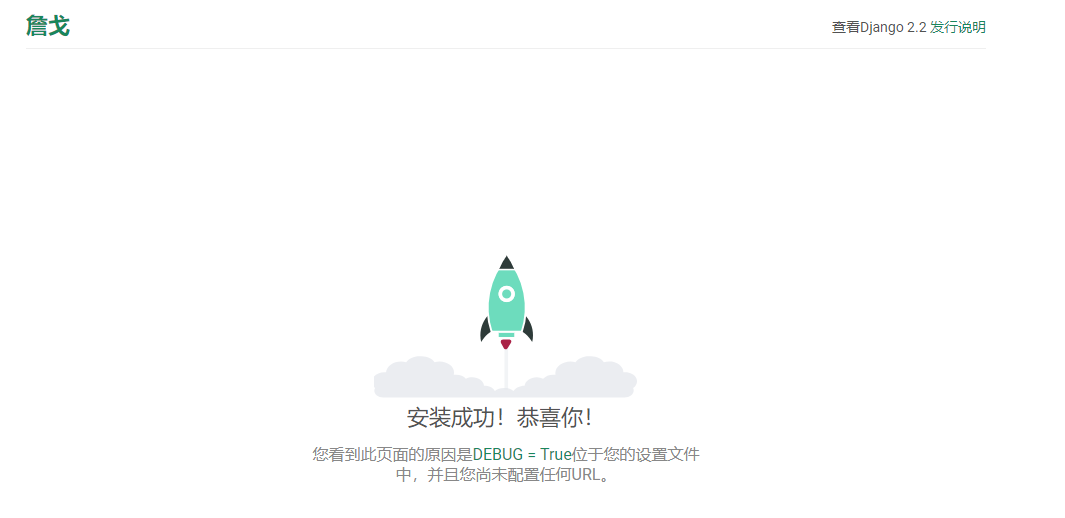 詹戈
查看Django 2.2 发行说明
安装成功！恭喜你！
您看到此页面的原因是DEBUG = True位于您的设置文件
中，并且您尚未配置任何URL。